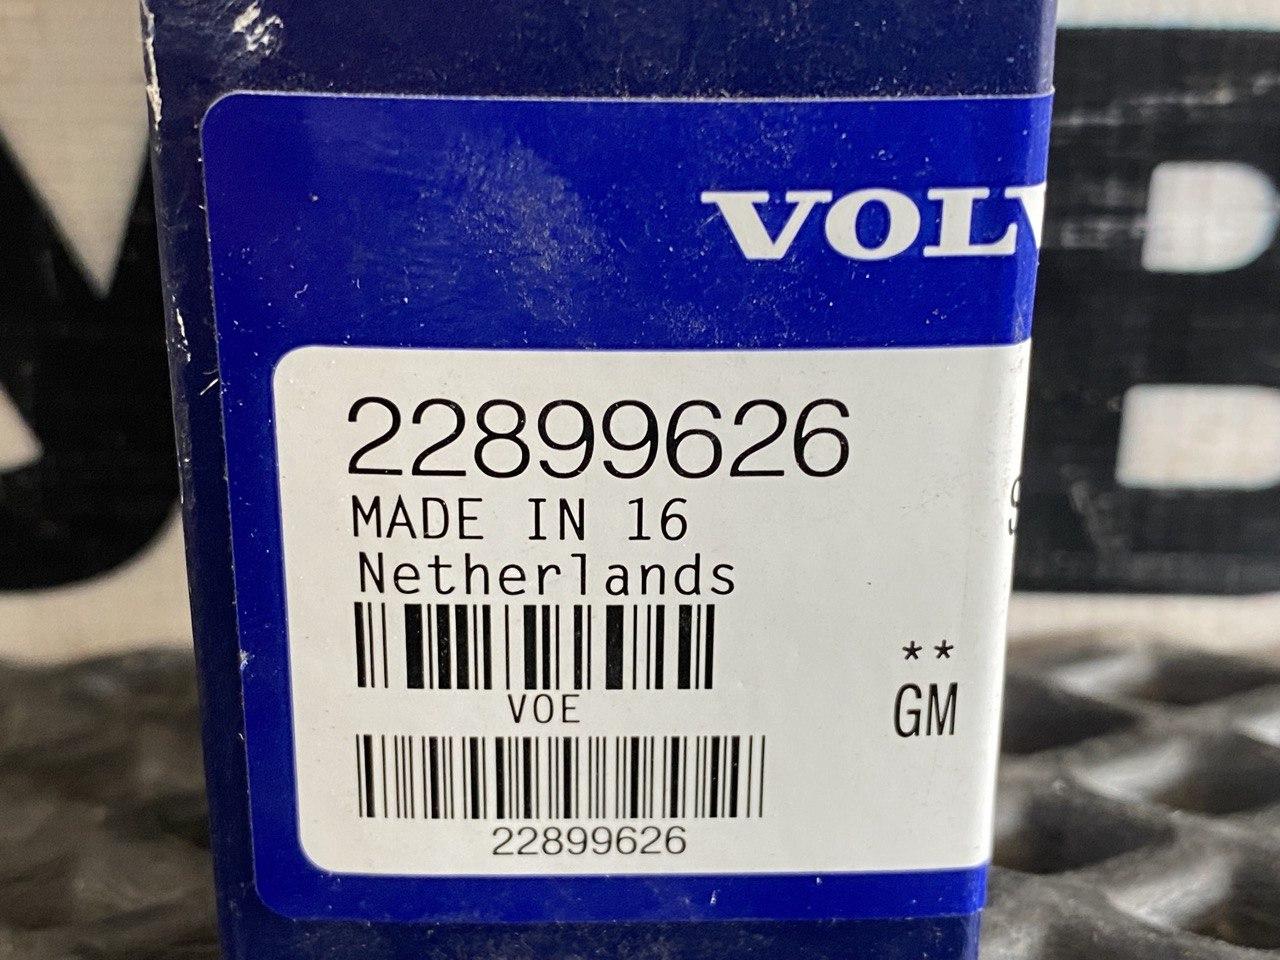 VOLV
22899626
MADE IN 16
Netherlands
VOE
**
GM
22899626